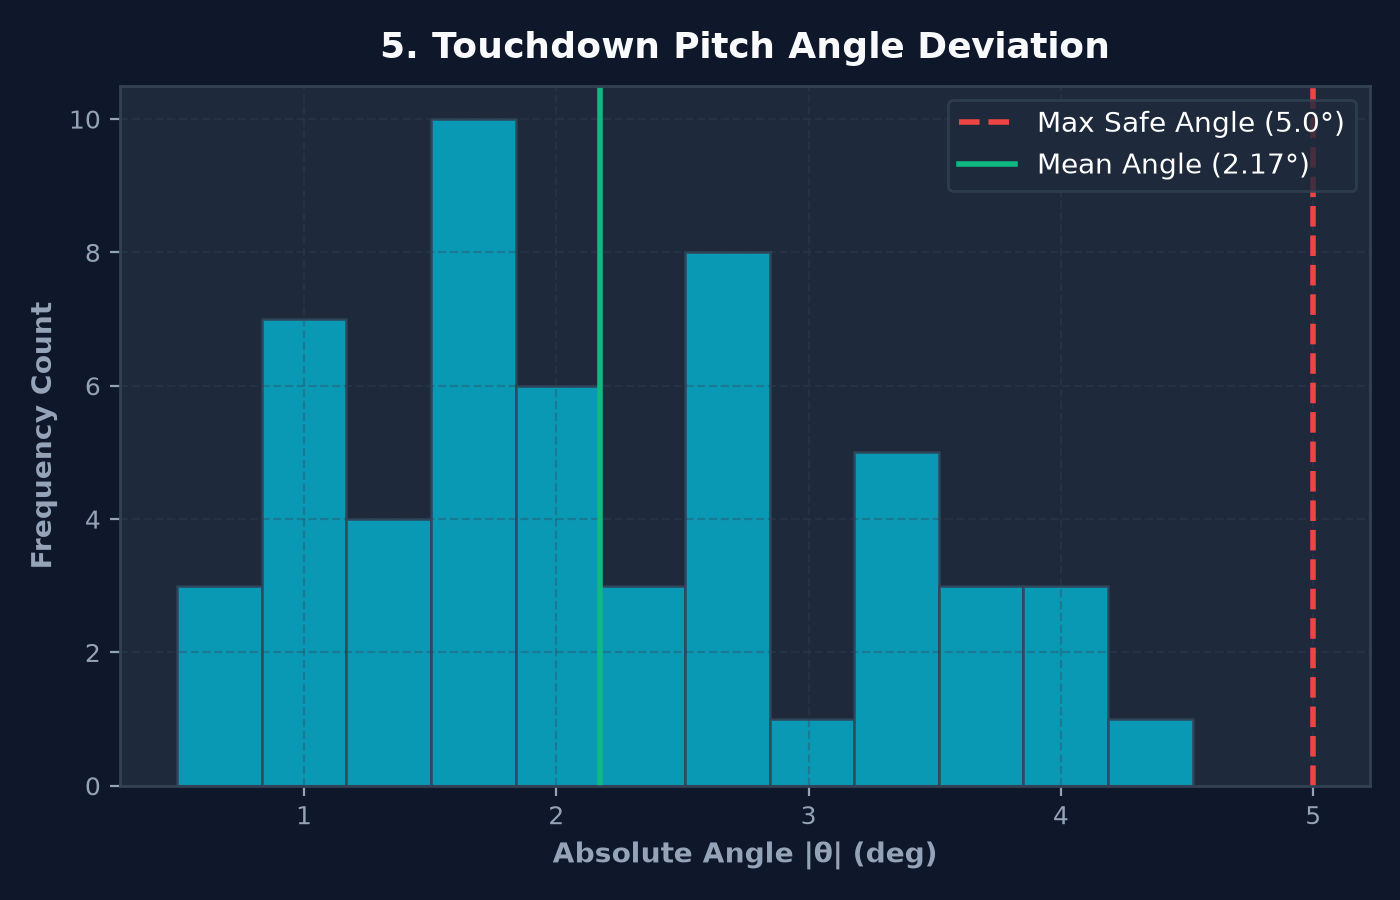 5. Touchdown Pitch Angle Deviation
Max Safe Angle (5.0°)
Mean Angle (2.17°)
Frequency Count
10
8
6
4
2
0
1 2 3 4 5
Absolute Angle |θ| (deg)